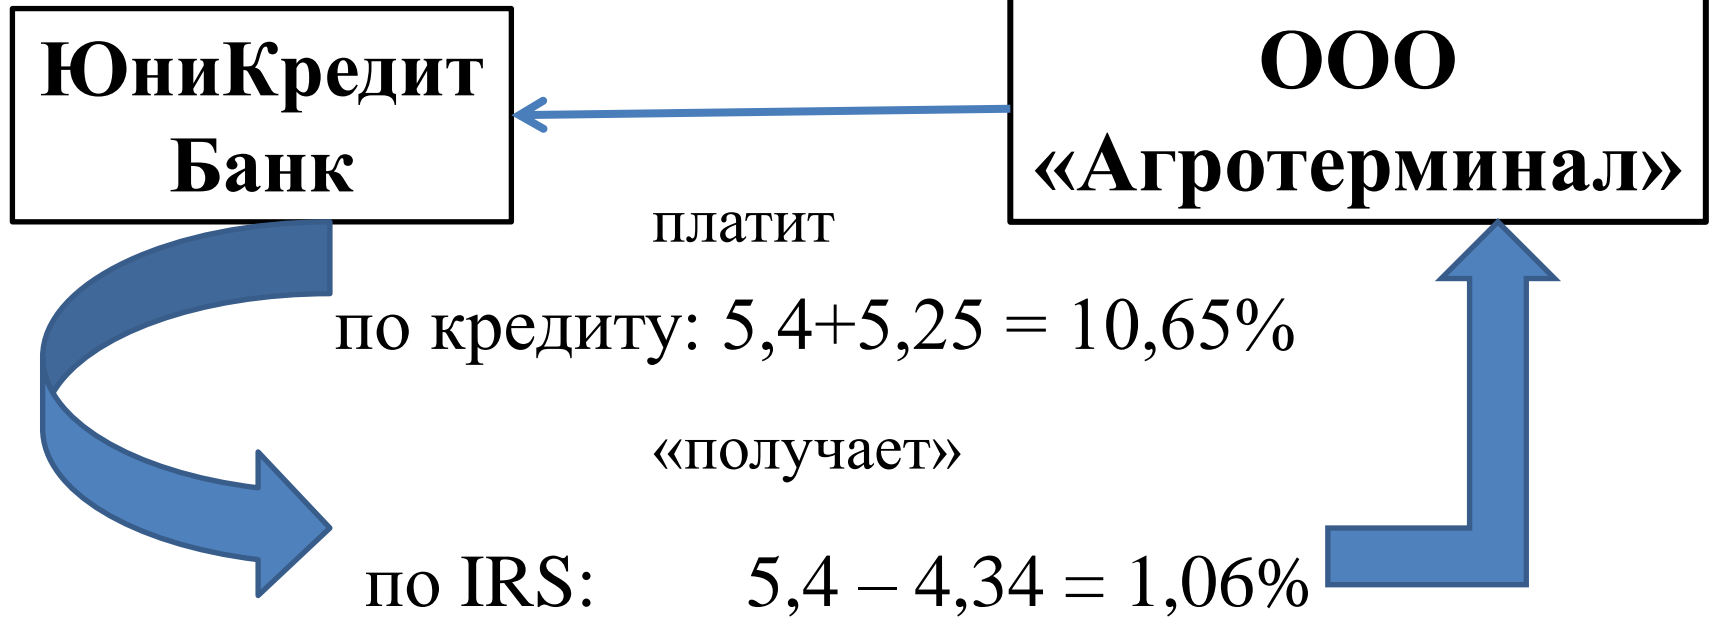 ЮниКредит
Банк
ООО
«Агротерминал»
платит
по кредиту: 5,4+5,25 = 10,65%
«получает»
по IRS: 5,4 – 4,34 = 1,06%